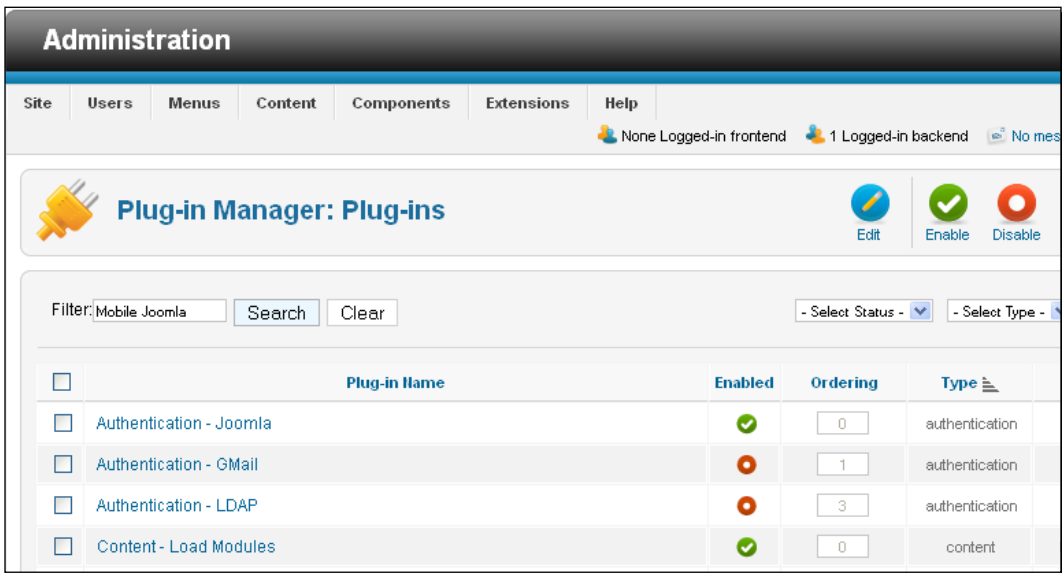 Administration
Site Users Menus Content Components Extensions Help
None Logged-in frontend 1 Logged-in backend No mes
Plug-in Manager: Plug-ins
Edit Enable Disable
Filter: Mobile Joomla Search Clear - Select Status - - Select Type -
Plug-in Name Enabled Ordering Type
Authentication - Joomla 0 authentication
Authentication - GMail 1 authentication
Authentication - LDAP 3 authentication
Content - Load Modules 0 content